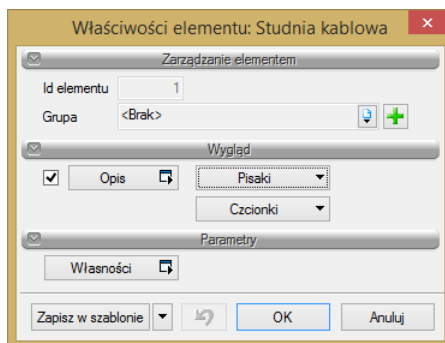 Właściwości elementu: Studnia kablowa
Zarządzanie elementem
Id elementu 1
Grupa <Brak>
Wygląd
Opis Pisaki
Czcionki
Parametry
Własności
Zapisz w szablonie OK Anuluj